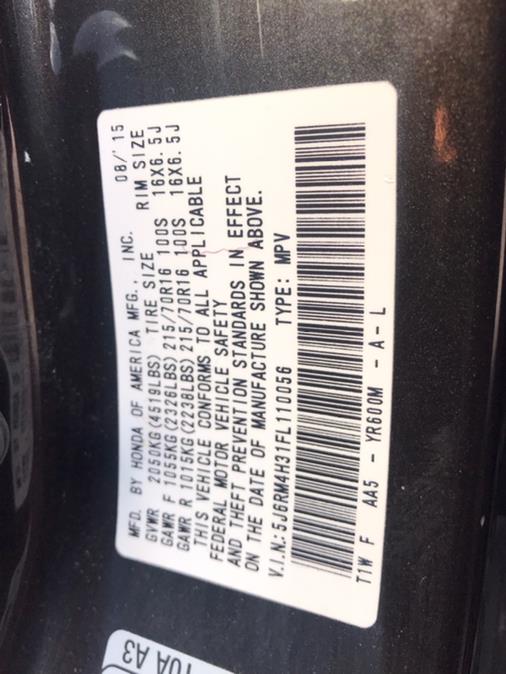 MFD. BY HONDA OF AMERICA MFG., INC. 08/'15
GVWR 2050KG(4519LBS) TIRE SIZE RIM SIZE
GAWR F 1055KG(2326LBS) 215/70R16 100S 16X6.5J
GAWR R 1015KG(2238LBS) 215/70R16 100S 16X6.5J
THIS VEHICLE CONFORMS TO ALL APPLICABLE
FEDERAL MOTOR VEHICLE SAFETY
AND THEFT PREVENTION STANDARDS IN EFFECT
ON THE DATE OF MANUFACTURE SHOWN ABOVE.
V.I.N.: 5J6RM4H31FL110056 TYPE: MPV
T1W F AA5 - YR600M - A - L
10A A3